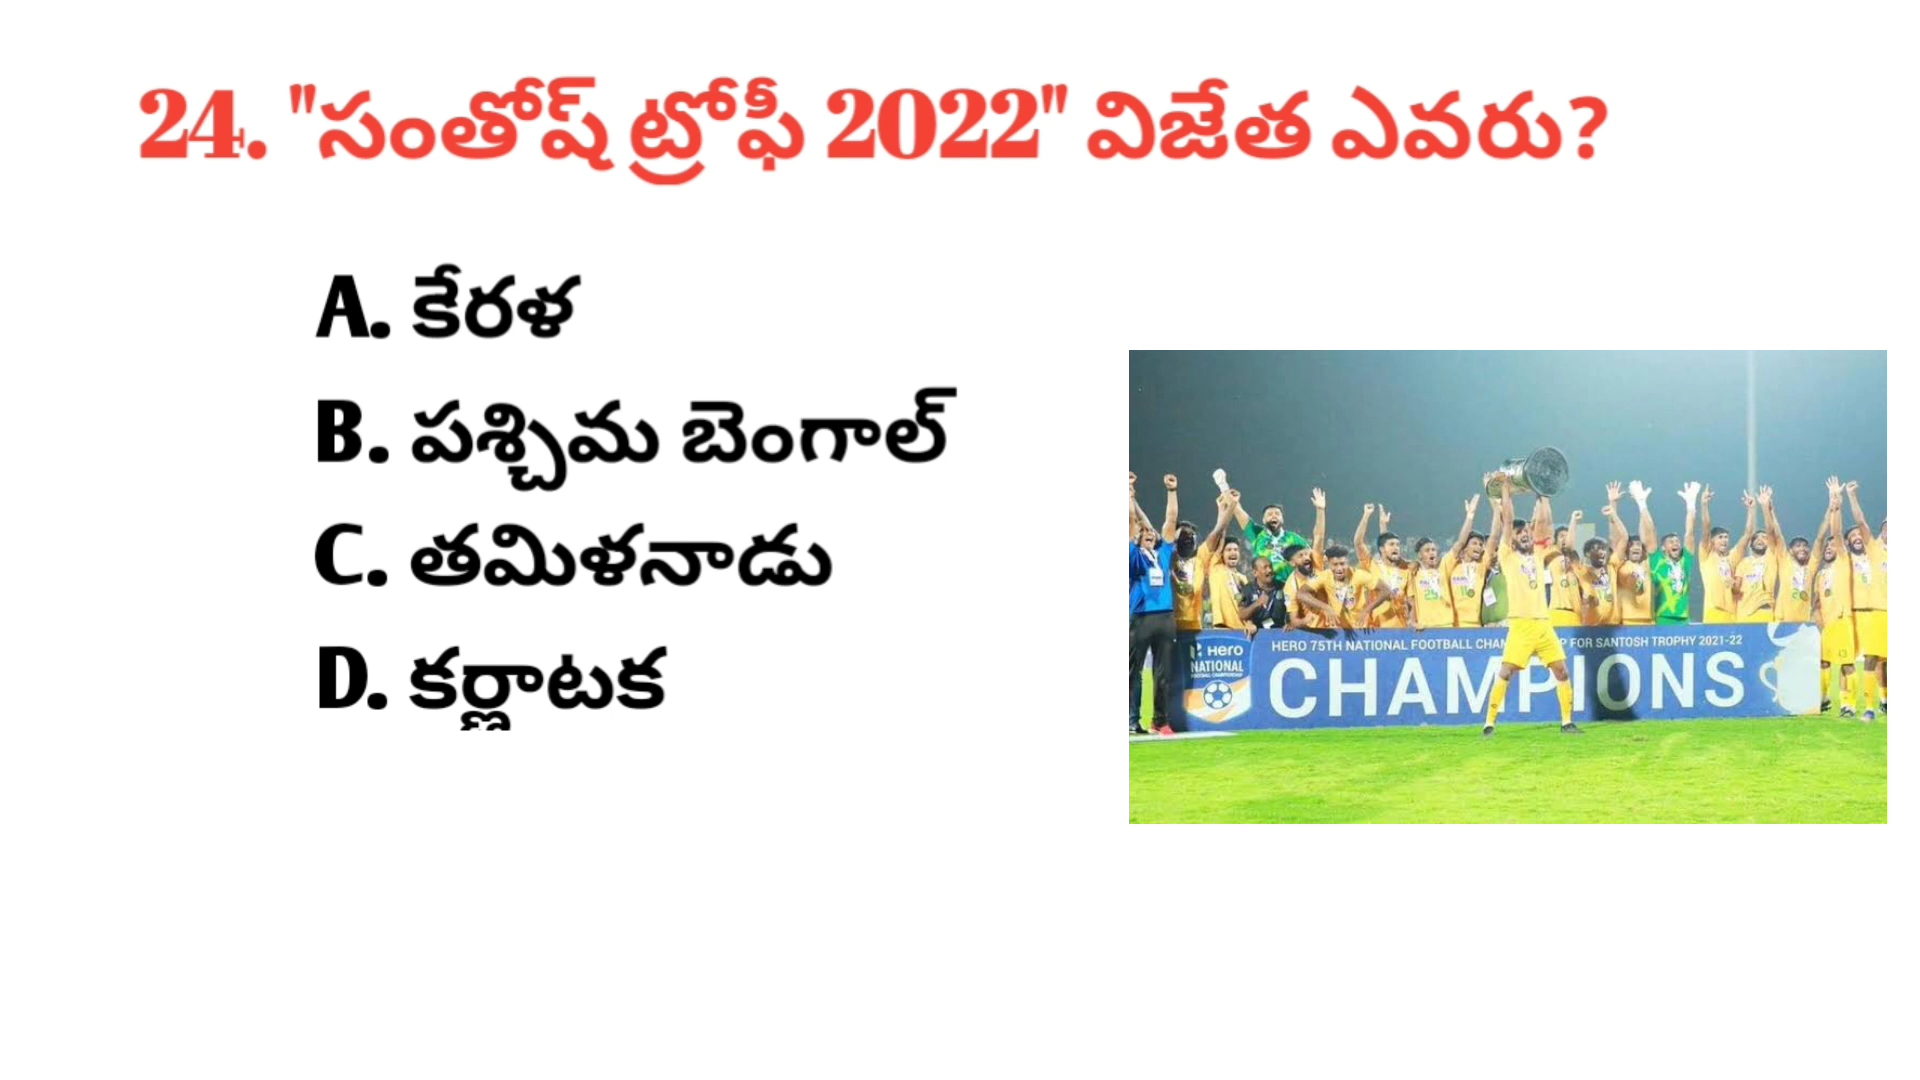 24. "సంతోష్ ట్రోఫీ 2022" విజేత ఎవరు?
A. కేరళ
B. పశ్చిమ బెంగాల్
C. తమిళనాడు
D. కర్ణాటక
HERO 75TH NATIONAL FOOTBALL CHAM P FOR SANTOSH TROPHY 2021-22
Hero
NATIONAL
CHAMPIONS